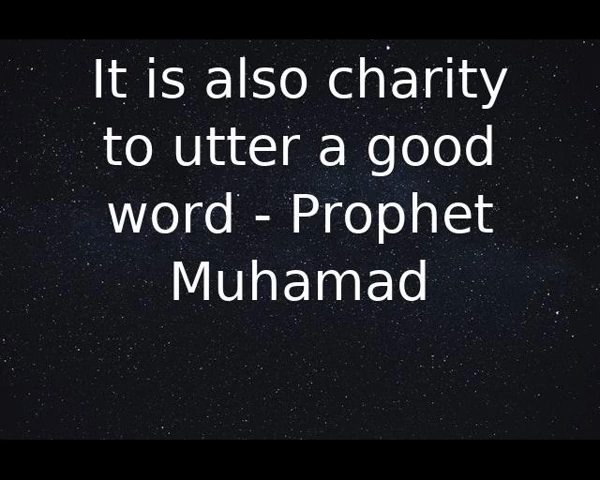 It is also charity
to utter a good
word - Prophet
Muhamad